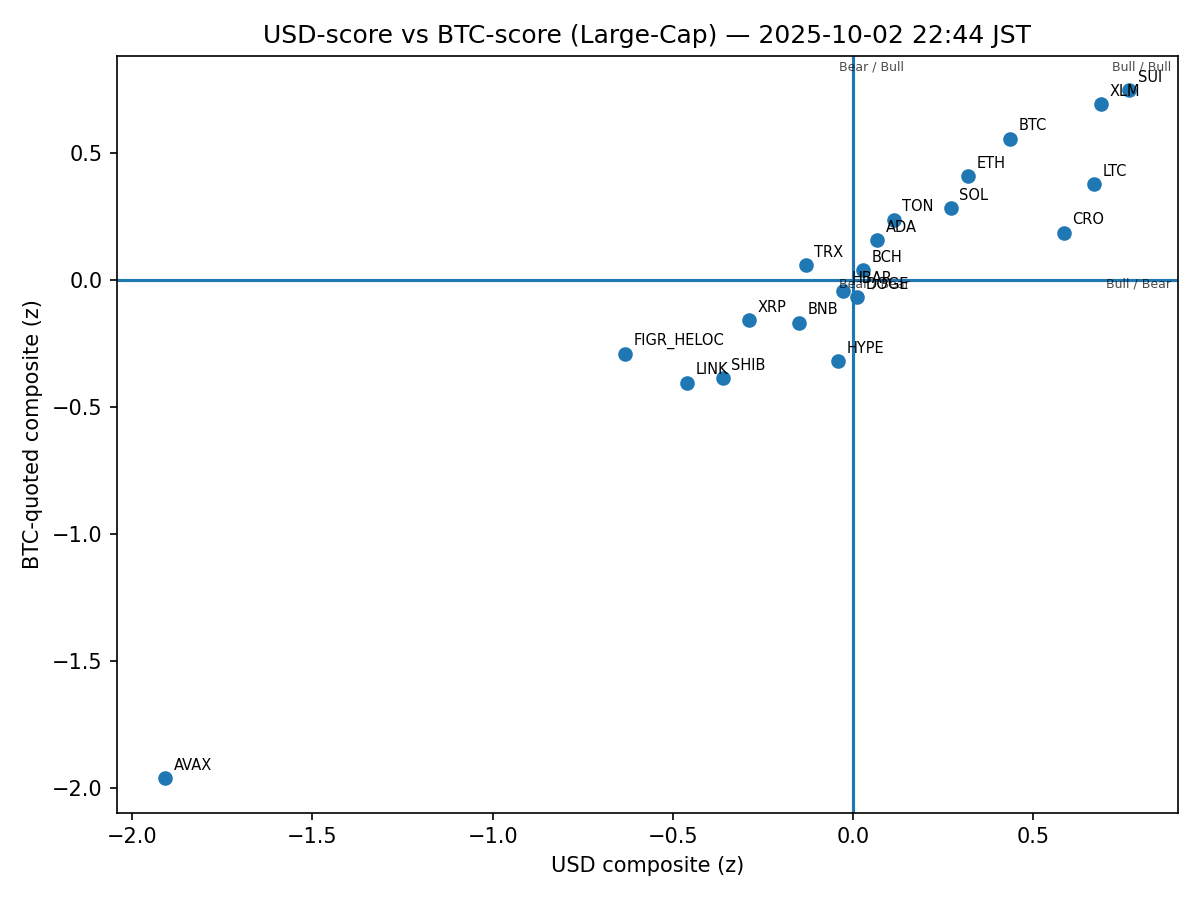 USD-score vs BTC-score (Large-Cap) — 2025-10-02 22:44 JST
Bear / Bull
Bull / Bull
SUI
XLM
BTC
ETH
LTC
SOL
TON
CRO
ADA
TRX
BCH
HBAR
DOGE
Bear / Bear
Bull / Bear
XRP
BNB
FIGR_HELOC
HYPE
LINK
SHIB
AVAX
0.5
0.0
−0.5
−1.0
−1.5
−2.0
BTC-quoted composite (z)
−2.0
−1.5
−1.0
−0.5
0.0
0.5
USD composite (z)